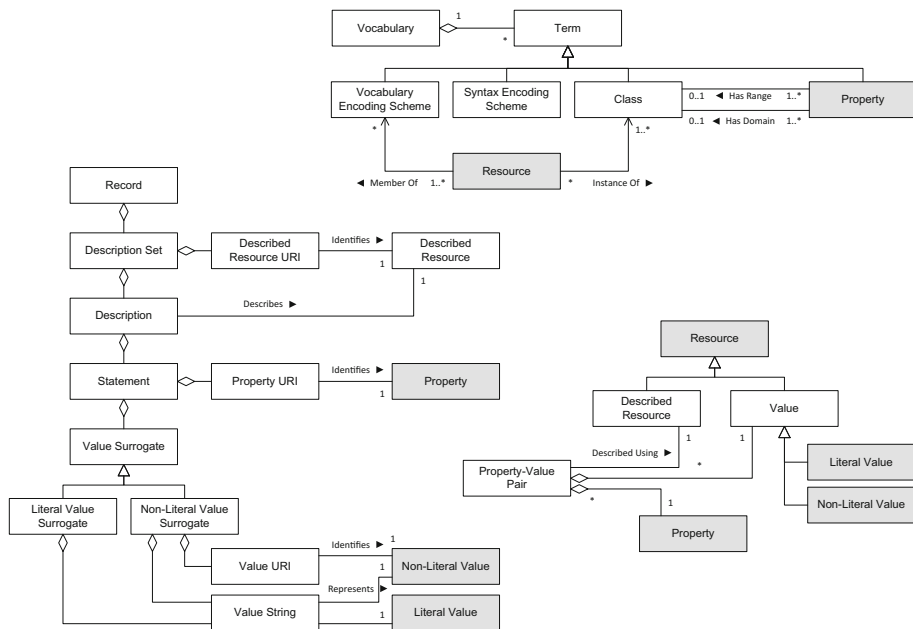 Vocabulary
1
*
Term
Vocabulary
Encoding Scheme
Syntax Encoding
Scheme
Class
0..1 ◄ Has Range 1..*
0..1 ◄ Has Domain 1..*
Property
*
1..*
◄ Member Of 1..*
Resource
* Instance Of ►
Record
Description Set
Described
Resource URI
Identifies ►
1
Described
Resource
1
Description
Describes ►
Statement
Property URI
Identifies ►
1
Property
Value Surrogate
Literal Value
Surrogate
Non-Literal Value
Surrogate
Value URI
Identifies ► 1
1
Non-Literal Value
Represents ►
Value String
1
Literal Value
Resource
Described
Resource
Value
1
1
Described Using ►
*
Property-Value
Pair
*
1
Property
Literal Value
Non-Literal Value